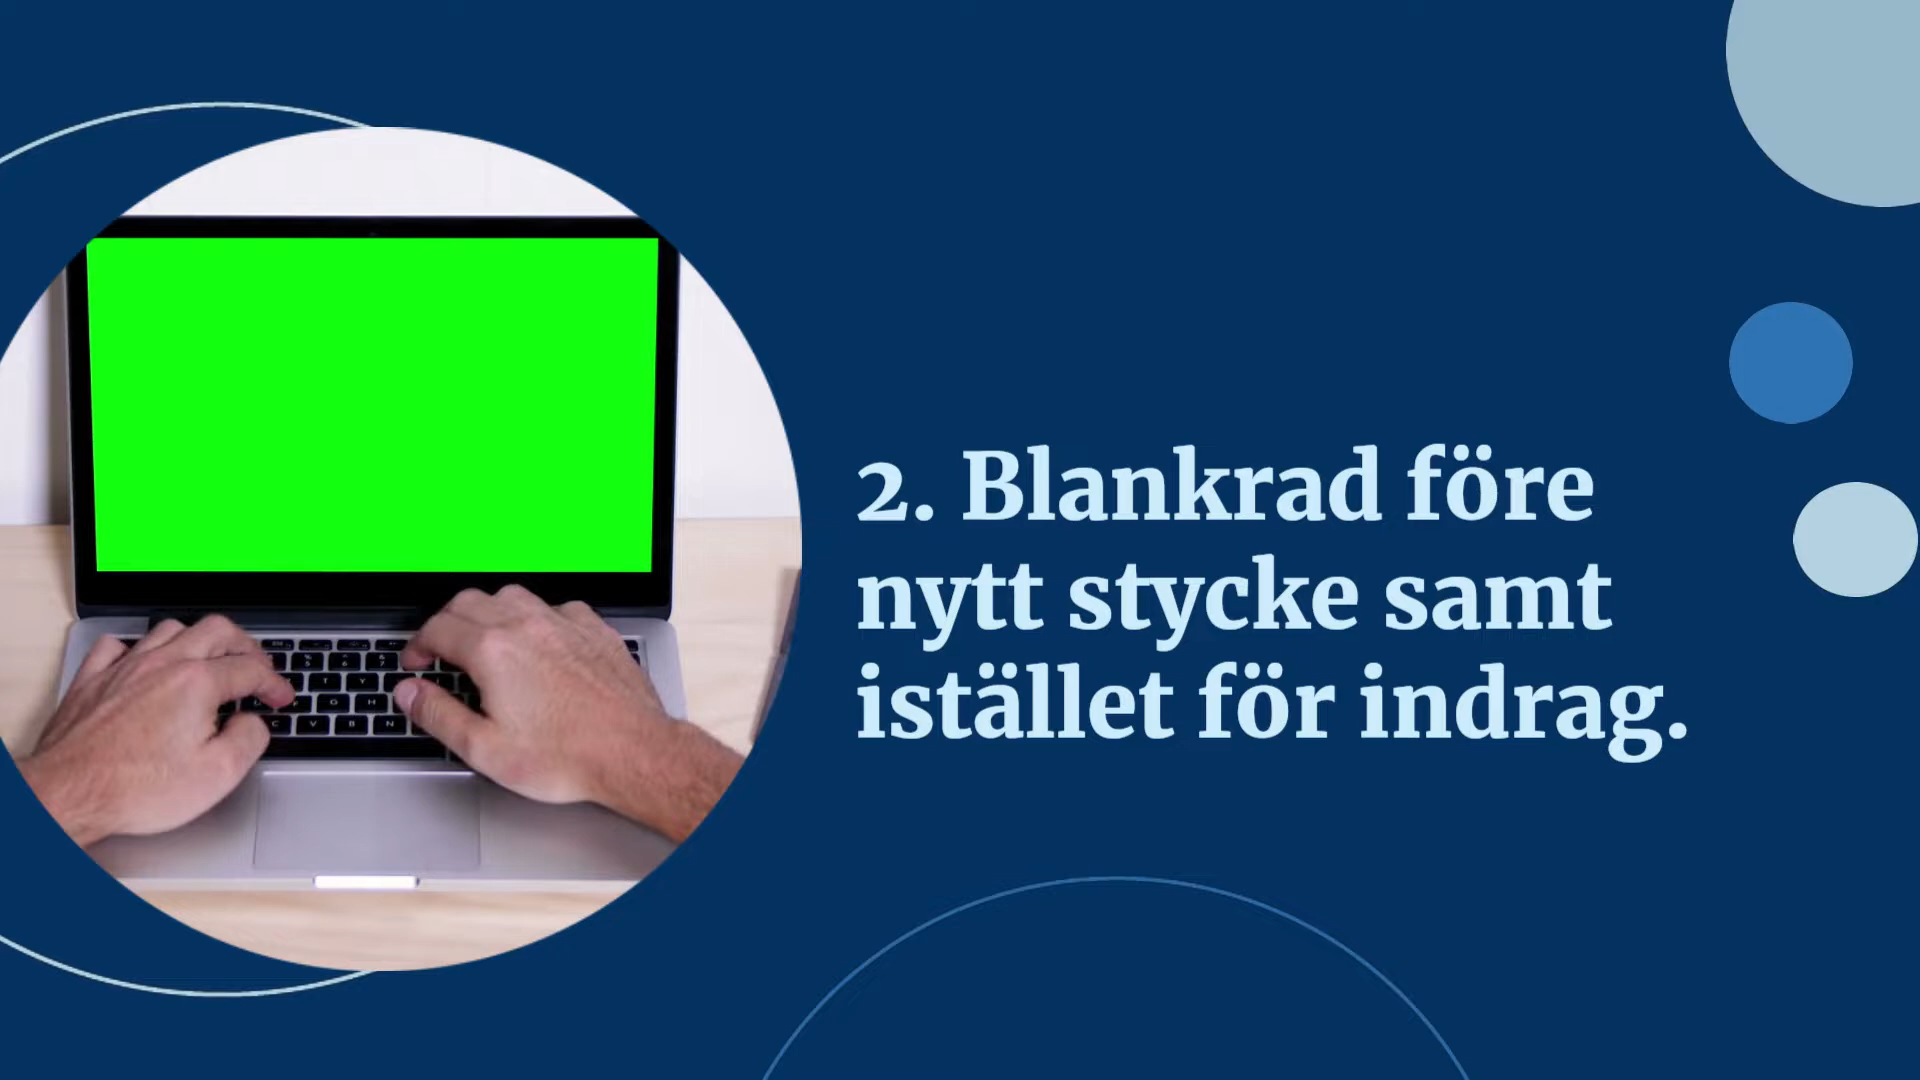 2. Blankrad före
nytt stycke samt
istället för indrag.